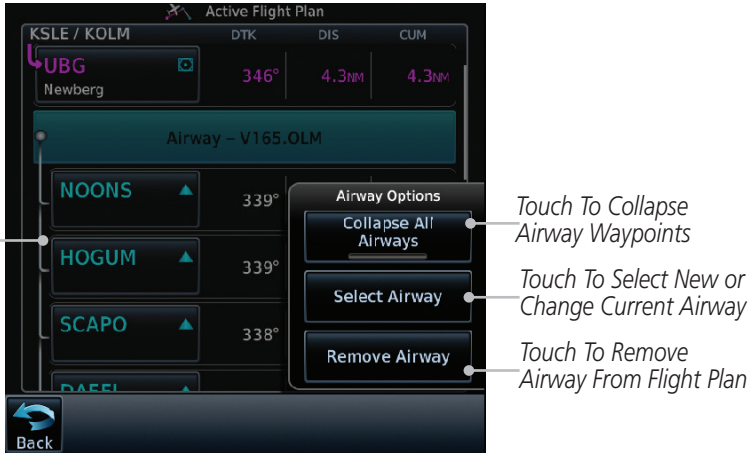 Active Flight Plan
KSLE / KOLM DTK DIS CUM
UBG 346° 4.3NM 4.3NM
Newberg
Airway – V165.OLM
NOONS 339°
HOGUM 339°
SCAPO 338°
Airway Options
Collapse All
Airways
Select Airway
Remove Airway
Back
Touch To Collapse
Airway Waypoints
Touch To Select New or
Change Current Airway
Touch To Remove
Airway From Flight Plan